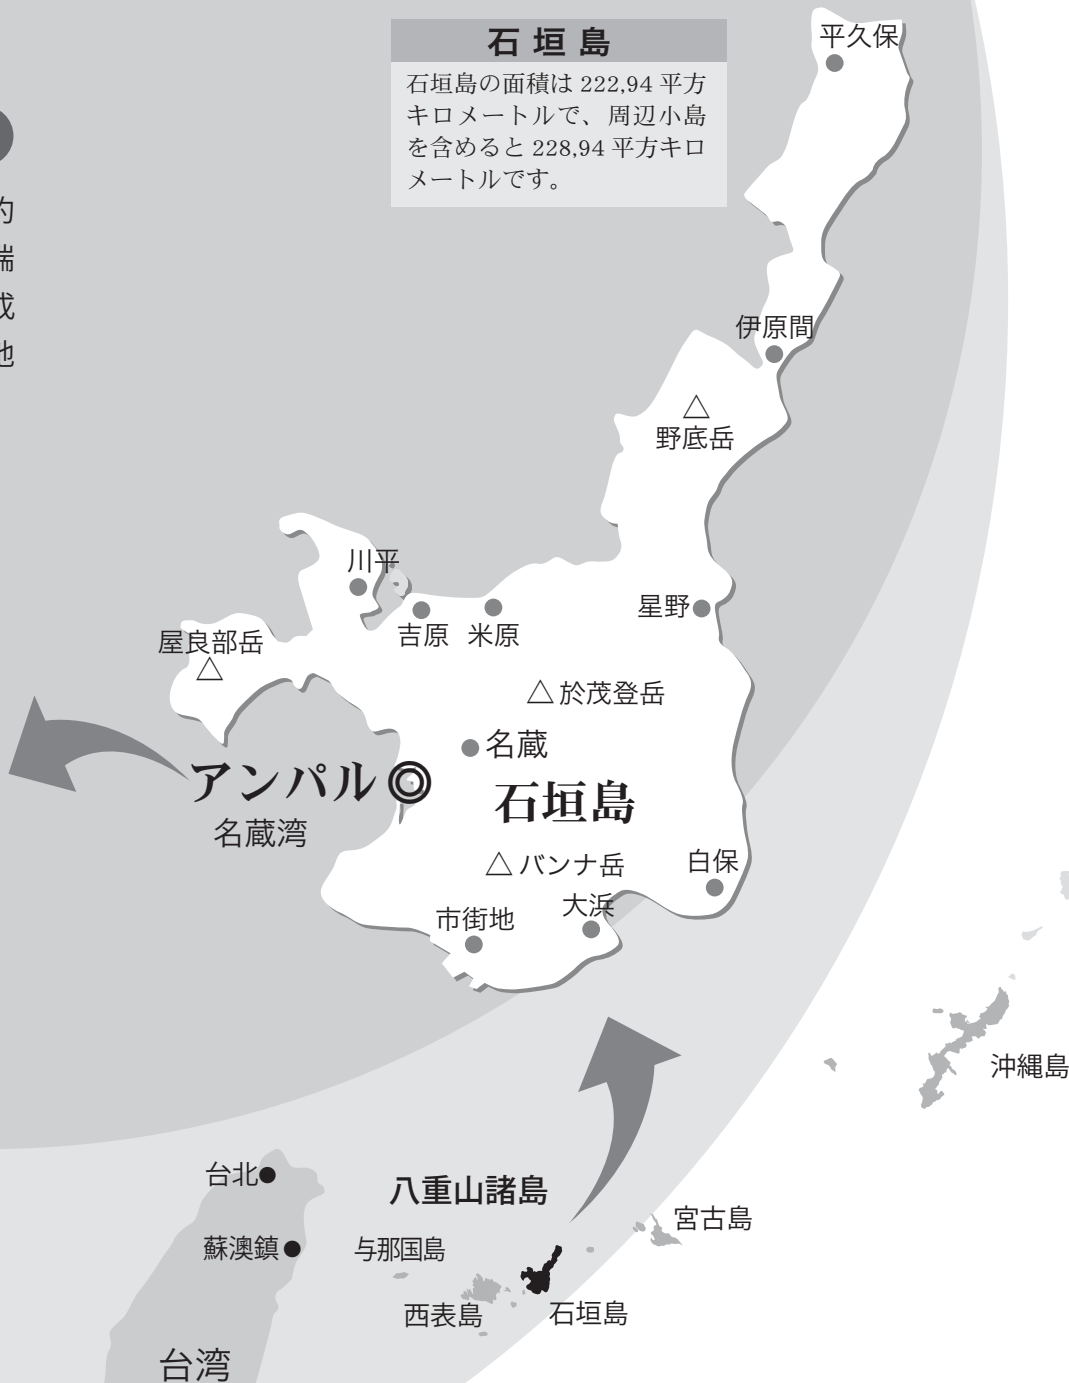 石垣島
石垣島の面積は 222,94 平方
キロメートルで、周辺小島
を含めると 228,94 平方キロ
メートルです。
的
端
成
地
平久保
伊原間
野底岳
川平
吉原
米原
星野
屋良部岳
於茂登岳
名蔵
アンパル
石垣島
名蔵湾
バンナ岳
白保
大浜
市街地
沖縄島
台北
八重山諸島
宮古島
蘇澳鎮
与那国島
西表島
石垣島
台湾